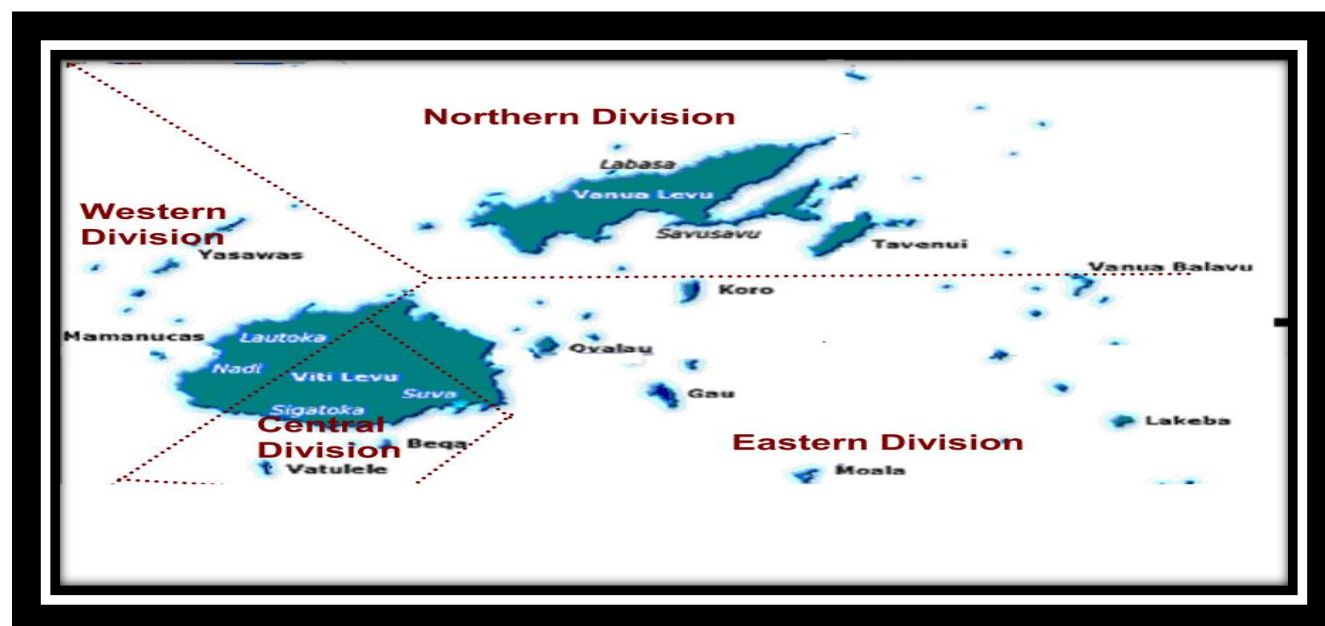 Northern Division
Labasa
Vanua Levu
Western
Division
Savusavu
Tavenui
Yasawas
Vanua Balavu
Koro
Mamanucas
Lautoka
Ovalau
Nadi
Viti Levu
Suva
Gau
Sigatoka
Central
Division
Lakeba
Beqa
Eastern Division
Vatulele
Moala